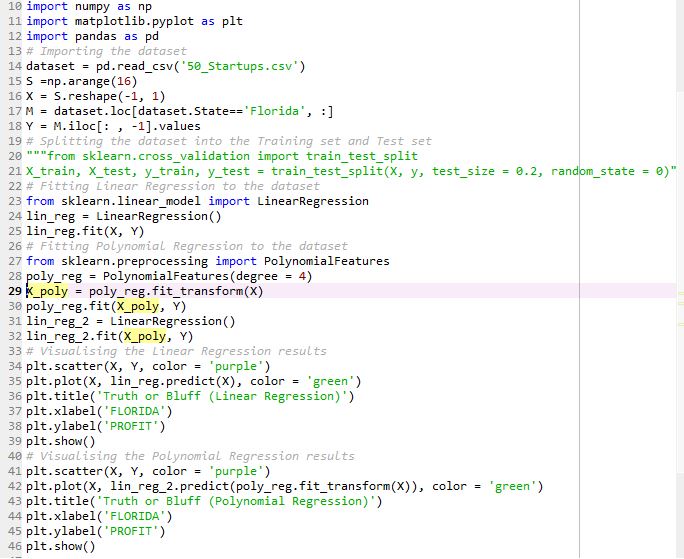 10 import numpy as np
11 import matplotlib.pyplot as plt
12 import pandas as pd
13 # Importing the dataset
14 dataset = pd.read_csv('50_Startups.csv')
15 S =np.arange(16)
16 X = S.reshape(-1, 1)
17 M = dataset.loc[dataset.State=='Florida', :]
18 Y = M.iloc[: , -1].values
19 # Splitting the dataset into the Training set and Test set
20 """from sklearn.cross_validation import train_test_split
21 X_train, X_test, y_train, y_test = train_test_split(X, y, test_size = 0.2, random_state = 0)"
22 # Fitting Linear Regression to the dataset
23 from sklearn.linear_model import LinearRegression
24 lin_reg = LinearRegression()
25 lin_reg.fit(X, Y)
26 # Fitting Polynomial Regression to the dataset
27 from sklearn.preprocessing import PolynomialFeatures
28 poly_reg = PolynomialFeatures(degree = 4)
29 X_poly = poly_reg.fit_transform(X)
30 poly_reg.fit(X_poly, Y)
31 lin_reg_2 = LinearRegression()
32 lin_reg_2.fit(X_poly, Y)
33 # Visualising the Linear Regression results
34 plt.scatter(X, Y, color = 'purple')
35 plt.plot(X, lin_reg.predict(X), color = 'green')
36 plt.title('Truth or Bluff (Linear Regression)')
37 plt.xlabel('FLORIDA')
38 plt.ylabel('PROFIT')
39 plt.show()
40 # Visualising the Polynomial Regression results
41 plt.scatter(X, Y, color = 'purple')
42 plt.plot(X, lin_reg_2.predict(poly_reg.fit_transform(X)), color = 'green')
43 plt.title('Truth or Bluff (Polynomial Regression)')
44 plt.xlabel('FLORIDA')
45 plt.ylabel('PROFIT')
46 plt.show()